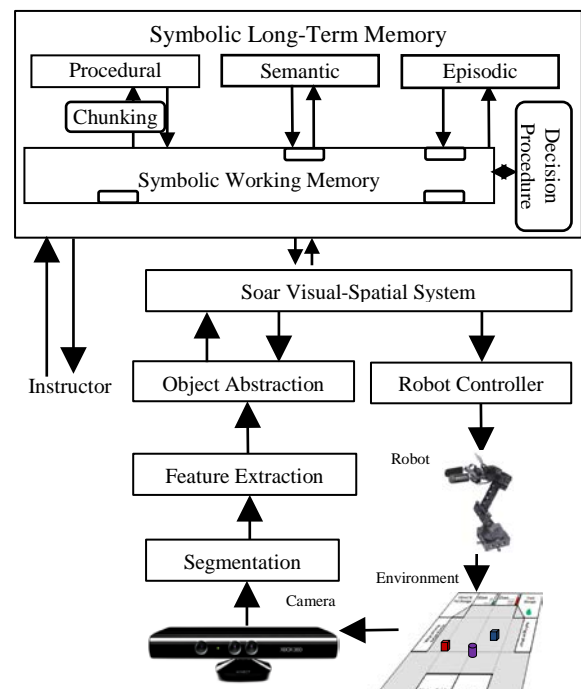 Symbolic Long-Term Memory
Procedural
Semantic
Episodic
Chunking
Symbolic Working Memory
Decision
Procedure
Soar Visual-Spatial System
Instructor
Object Abstraction
Robot Controller
Feature Extraction
Robot
Segmentation
Environment
Camera
XBOX360